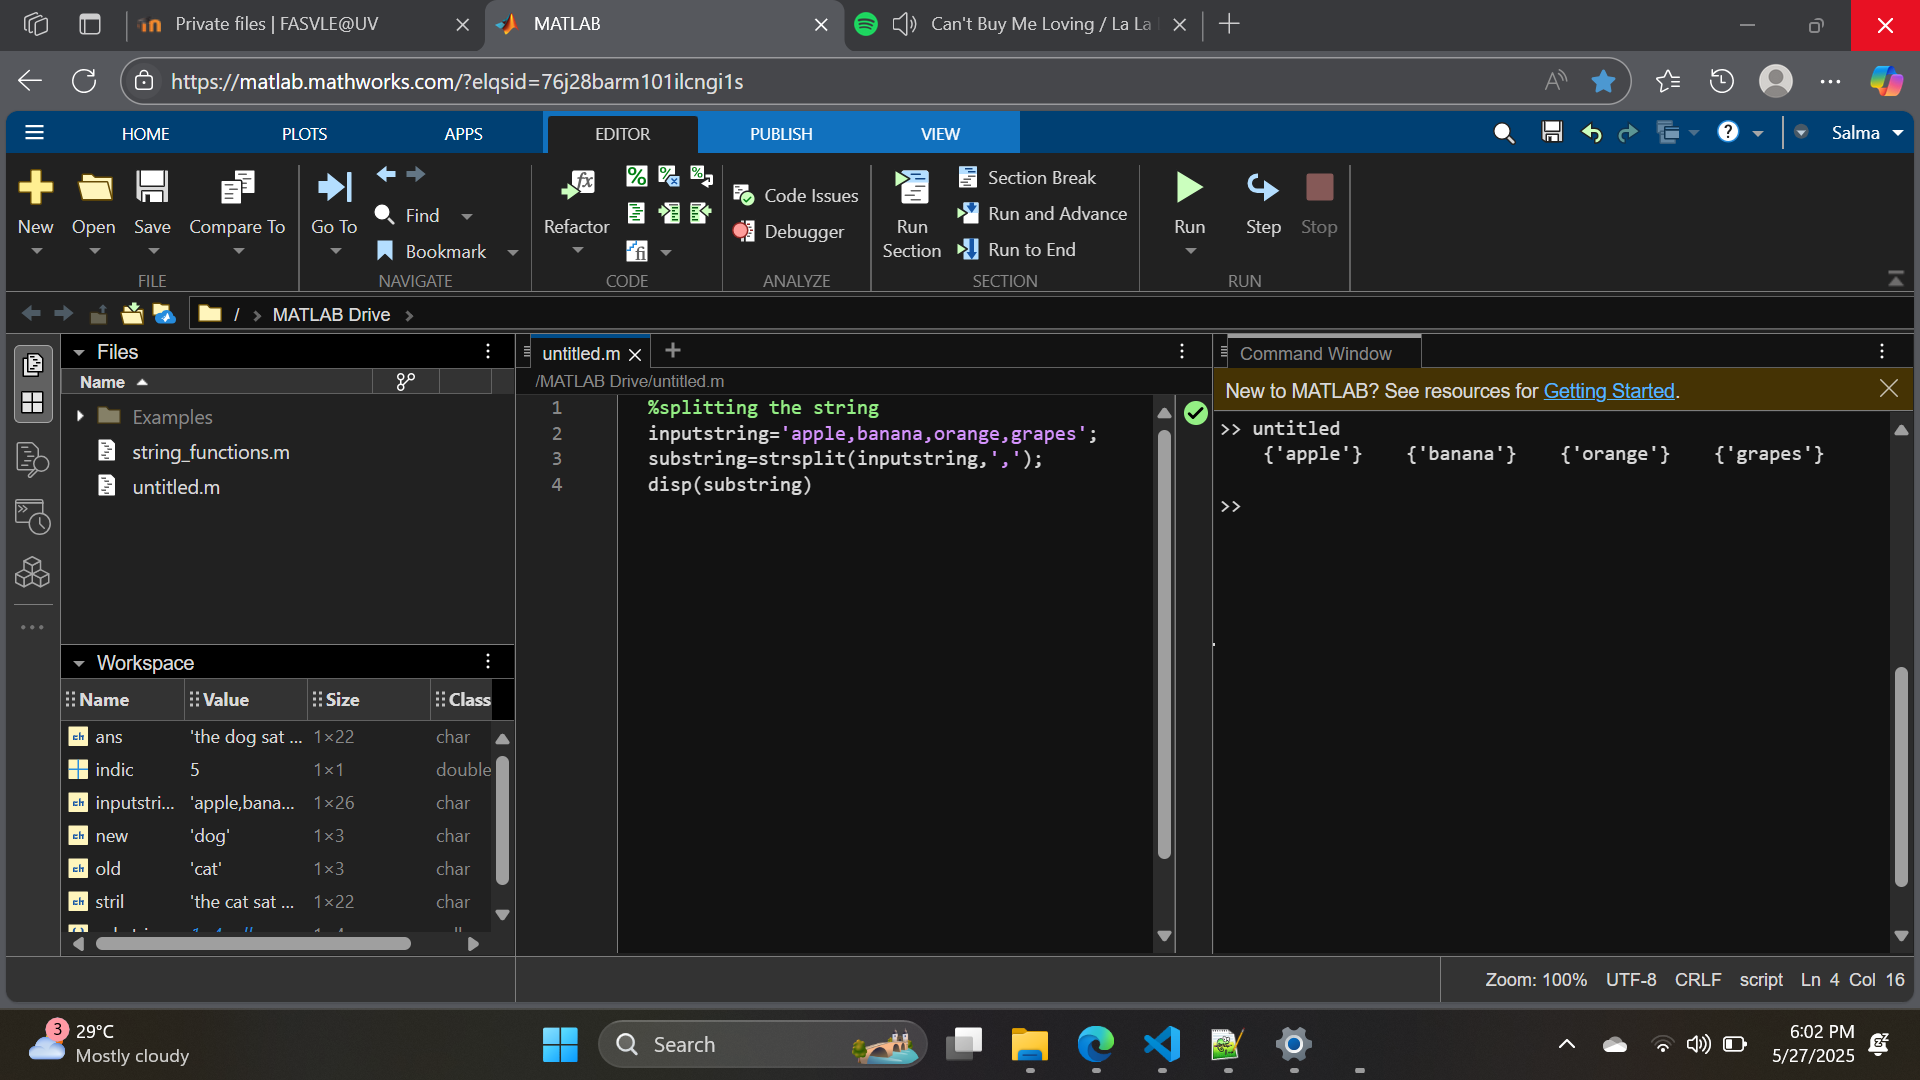 Private files | FASVLE@UV
MATLAB
Can't Buy Me Loving / La La
https://matlab.mathworks.com/?elqsid=76j28barm101ilcngi1s
HOME PLOTS APPS EDITOR PUBLISH VIEW
Salma
New Open Save Compare To
FILE
Go To Find Bookmark
NAVIGATE
Refactor
CODE
Code Issues
Debugger
ANALYZE
Run Section
Section Break
Run and Advance
Run to End
SECTION
Run Step Stop
RUN
/ MATLAB Drive
Files
Name
Examples
string_functions.m
untitled.m
untitled.m
/MATLAB Drive/untitled.m
1 %splitting the string
2 inputstring='apple,banana,orange,grapes';
3 substring=strsplit(inputstring,',');
4 disp(substring)
Command Window
New to MATLAB? See resources for Getting Started.
>> untitled
{'apple'} {'banana'} {'orange'} {'grapes'}
>>
Workspace
Name Value Size Class
ans 'the dog sat ... 1×22 char
indic 5 1×1 double
inputstri... 'apple,bana... 1×26 char
new 'dog' 1×3 char
old 'cat' 1×3 char
stril 'the cat sat ... 1×22 char
Zoom: 100% UTF-8 CRLF script Ln 4 Col 16
3
29°C
Mostly cloudy
Search
6:02 PM
5/27/2025